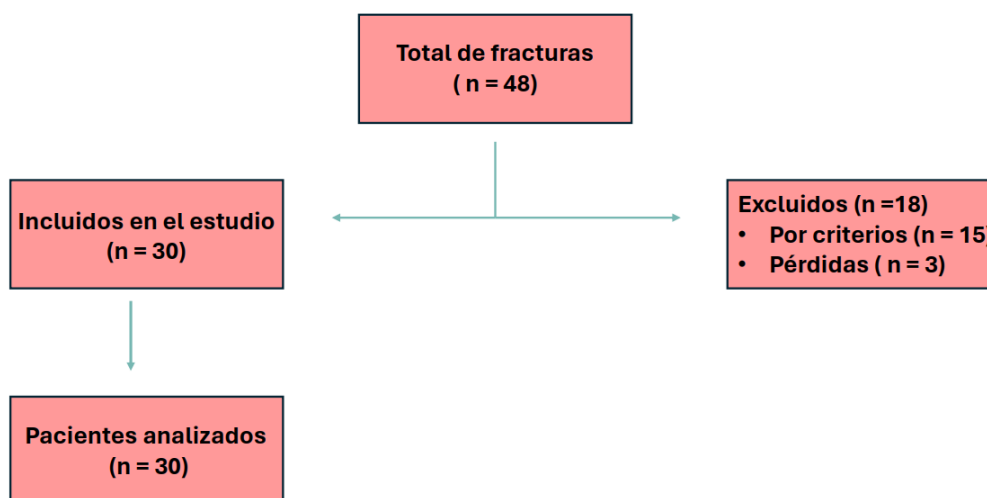 Total de fracturas
( n = 48)
Incluidos en el estudio
(n = 30)
Excluidos (n =18)
• Por criterios (n = 15)
• Pérdidas ( n = 3)
Pacientes analizados
(n = 30)